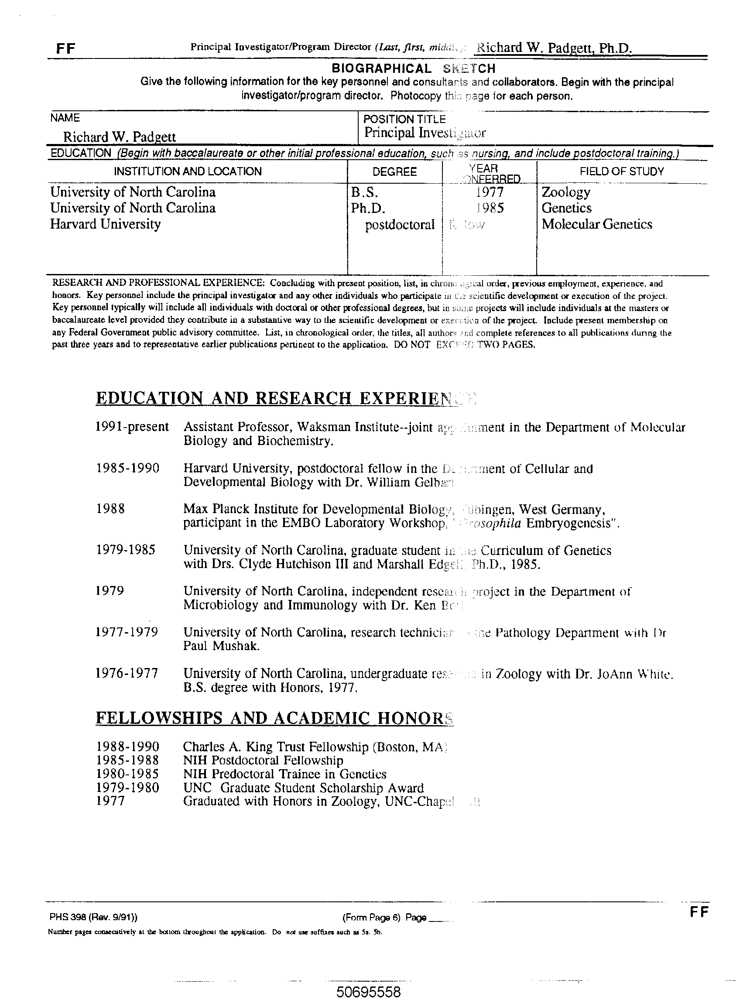 FF
Principal Investigator/Program Director (Last, first, middle): Richard W. Padgett, Ph.D.
BIOGRAPHICAL SKETCH
Give the following information for the key personnel and consultants and collaborators. Begin with the principal
investigator/program director. Photocopy this page for each person.
NAME
Richard W. Padgett
POSITION TITLE
Principal Investigator
EDUCATION (Begin with baccalaureate or other initial professional education, such as nursing, and include postdoctoral training.)
INSTITUTION AND LOCATION DEGREE YEAR CONFERRED FIELD OF STUDY
University of North Carolina B.S. 1977 Zoology
University of North Carolina Ph.D. 1985 Genetics
Harvard University postdoctoral fellow Molecular Genetics
RESEARCH AND PROFESSIONAL EXPERIENCE: Concluding with present position, list, in chronological order, previous employment, experience, and
honors. Key personnel include the principal investigator and any other individuals who participate in the scientific development or execution of the project.
Key personnel typically will include all individuals with doctoral or other professional degrees, but in some projects will include individuals at the masters or
baccalaureate level provided they contribute in a substantive way to the scientific development or execution of the project. Include present membership on
any Federal Government public advisory committee. List, in chronological order, the titles, all authors and complete references to all publications during the
past three years and to representative earlier publications pertinent to the application. DO NOT EXCEED TWO PAGES.
EDUCATION AND RESEARCH EXPERIENCE
1991-present Assistant Professor, Waksman Institute--joint appointment in the Department of Molecular
Biology and Biochemistry.
1985-1990 Harvard University, postdoctoral fellow in the Department of Cellular and
Developmental Biology with Dr. William Gelbart
1988 Max Planck Institute for Developmental Biology, Tubingen, West Germany,
participant in the EMBO Laboratory Workshop, "Drosophila Embryogenesis".
1979-1985 University of North Carolina, graduate student in the Curriculum of Genetics
with Drs. Clyde Hutchison III and Marshall Edgell, Ph.D., 1985.
1979 University of North Carolina, independent research project in the Department of
Microbiology and Immunology with Dr. Ken
1977-1979 University of North Carolina, research technician the Pathology Department with Dr
Paul Mushak.
1976-1977 University of North Carolina, undergraduate research in Zoology with Dr. JoAnn White.
B.S. degree with Honors, 1977.
FELLOWSHIPS AND ACADEMIC HONORS
1988-1990 Charles A. King Trust Fellowship (Boston, MA)
1985-1988 NIH Postdoctoral Fellowship
1980-1985 NIH Predoctoral Trainee in Genetics
1979-1980 UNC Graduate Student Scholarship Award
1977 Graduated with Honors in Zoology, UNC-Chapel Hill
PHS 398 (Rev. 9/91)) (Form Page 6) Page ____ FF
Number pages consecutively at the bottom throughout the application. Do not use suffixes such as 5a. 5b.
50695558